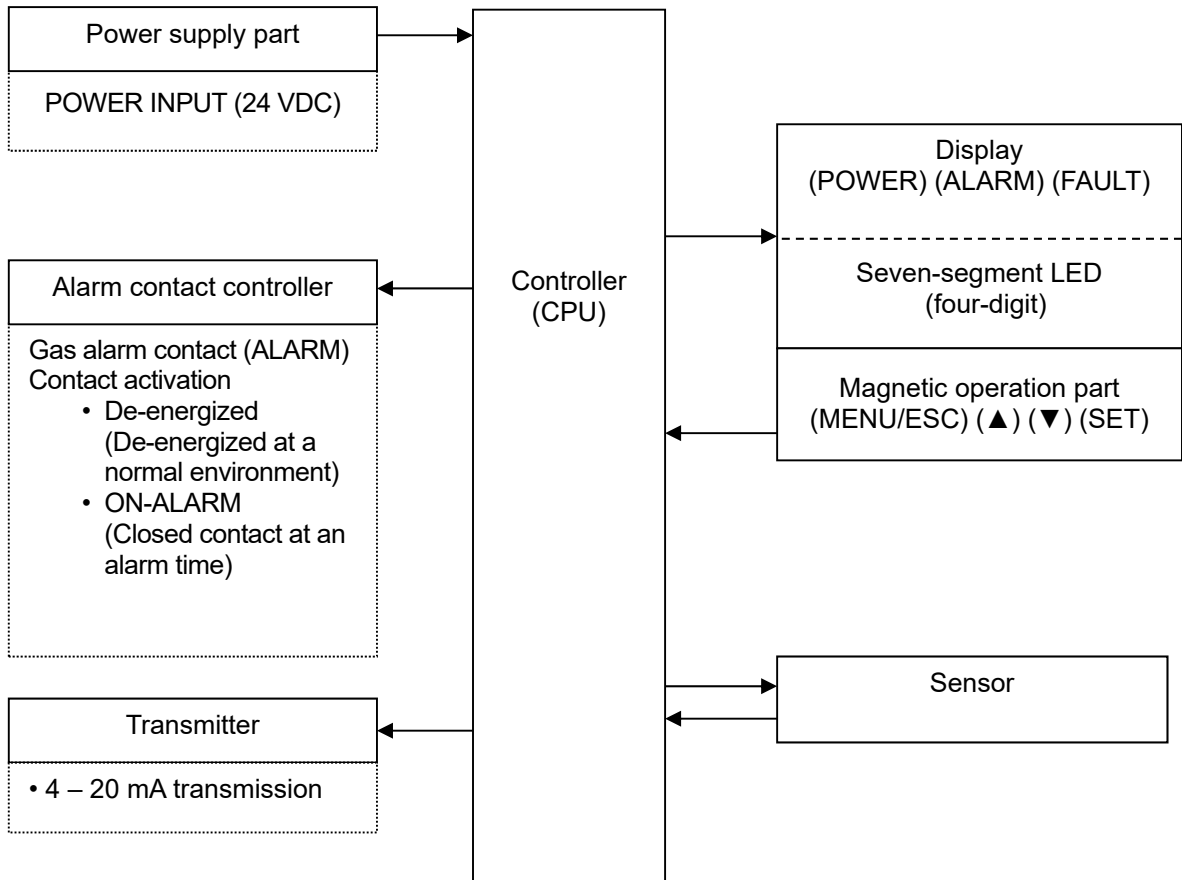 Power supply part
POWER INPUT (24 VDC)
Alarm contact controller
Gas alarm contact (ALARM)
Contact activation
• De-energized
(De-energized at a
normal environment)
• ON-ALARM
(Closed contact at an
alarm time)
Transmitter
• 4 – 20 mA transmission
Controller
(CPU)
Display
(POWER) (ALARM) (FAULT)
Seven-segment LED
(four-digit)
Magnetic operation part
(MENU/ESC) (▲) (▼) (SET)
Sensor